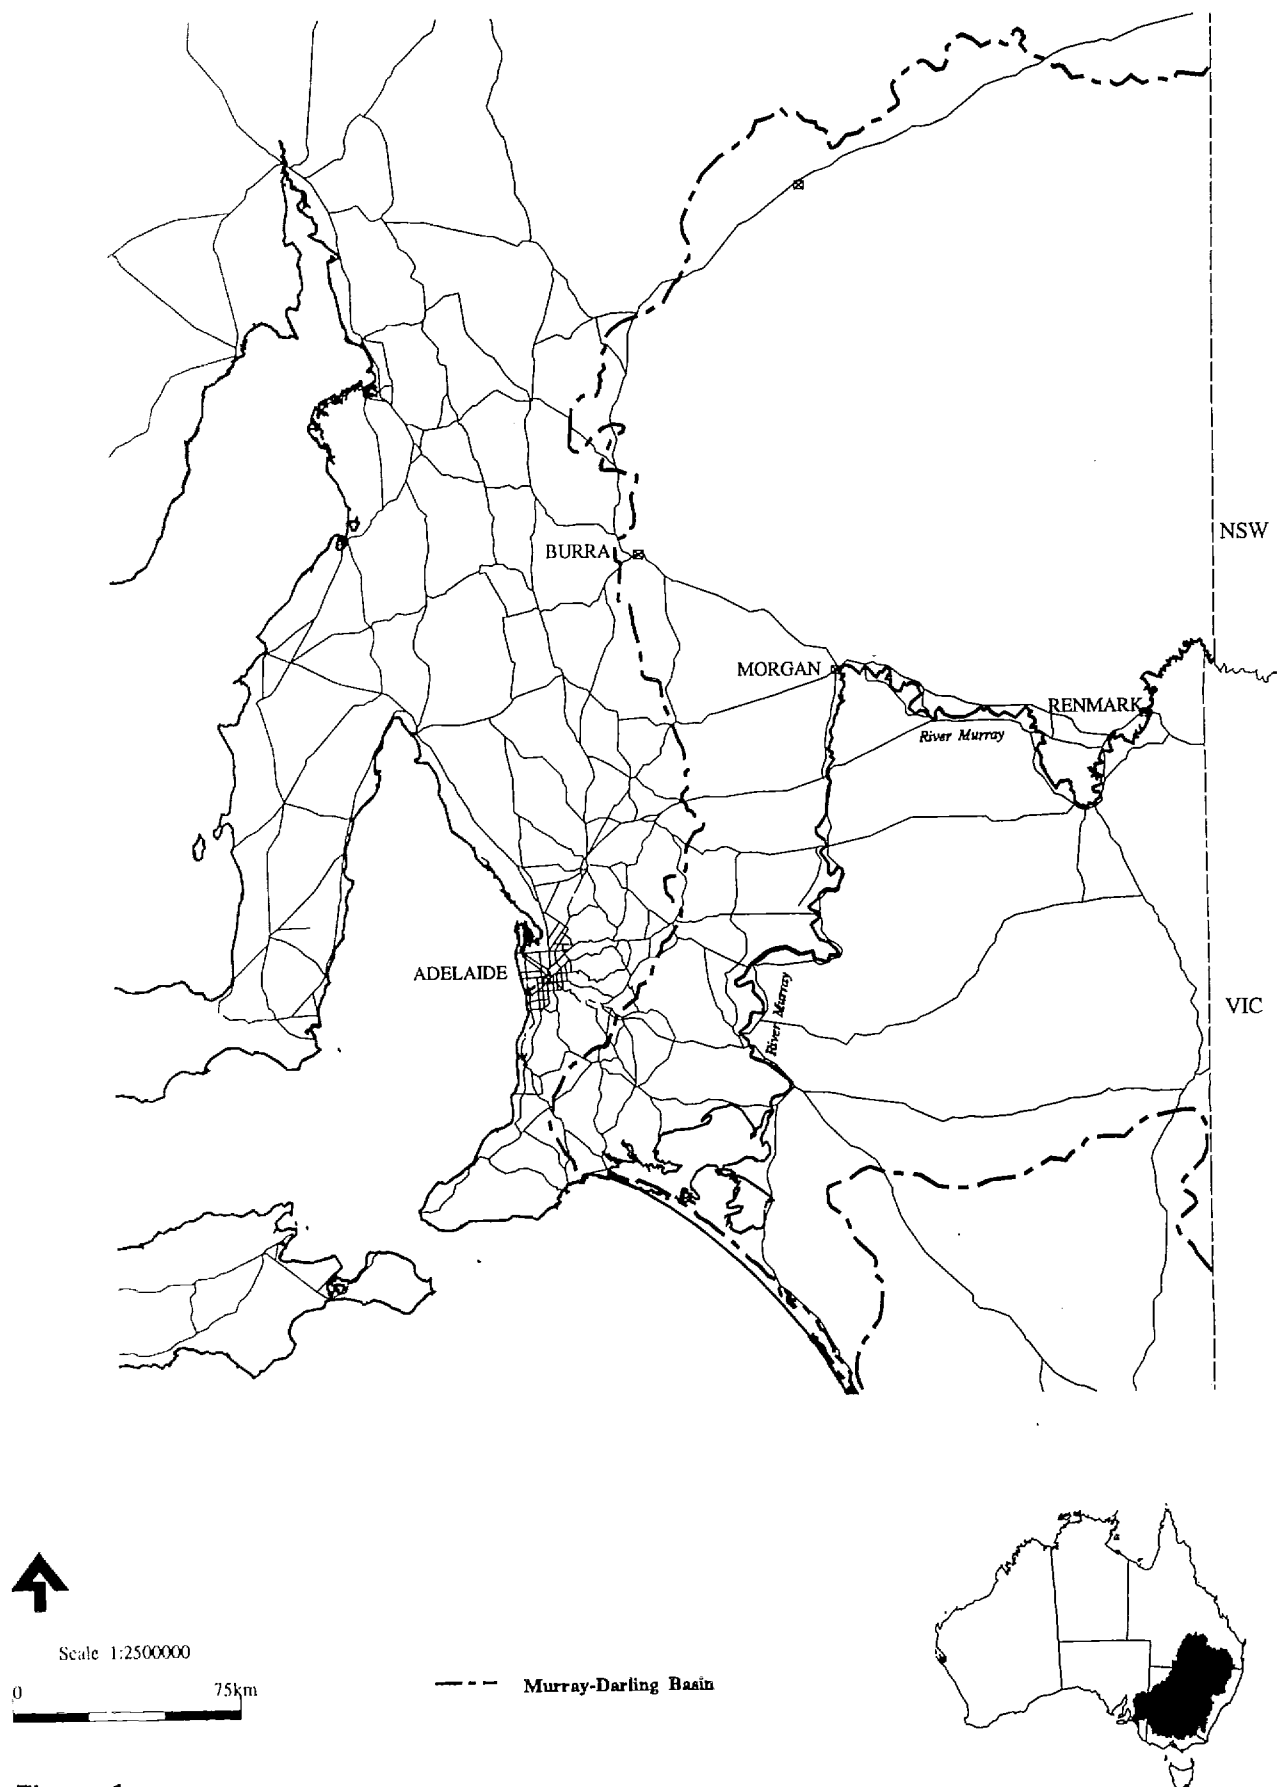 NSW
BURRA
MORGAN
RENMARK
River Murray
ADELAIDE
River Murray
VIC
Scale 1:2500000
0 75km
Murray-Darling Basin